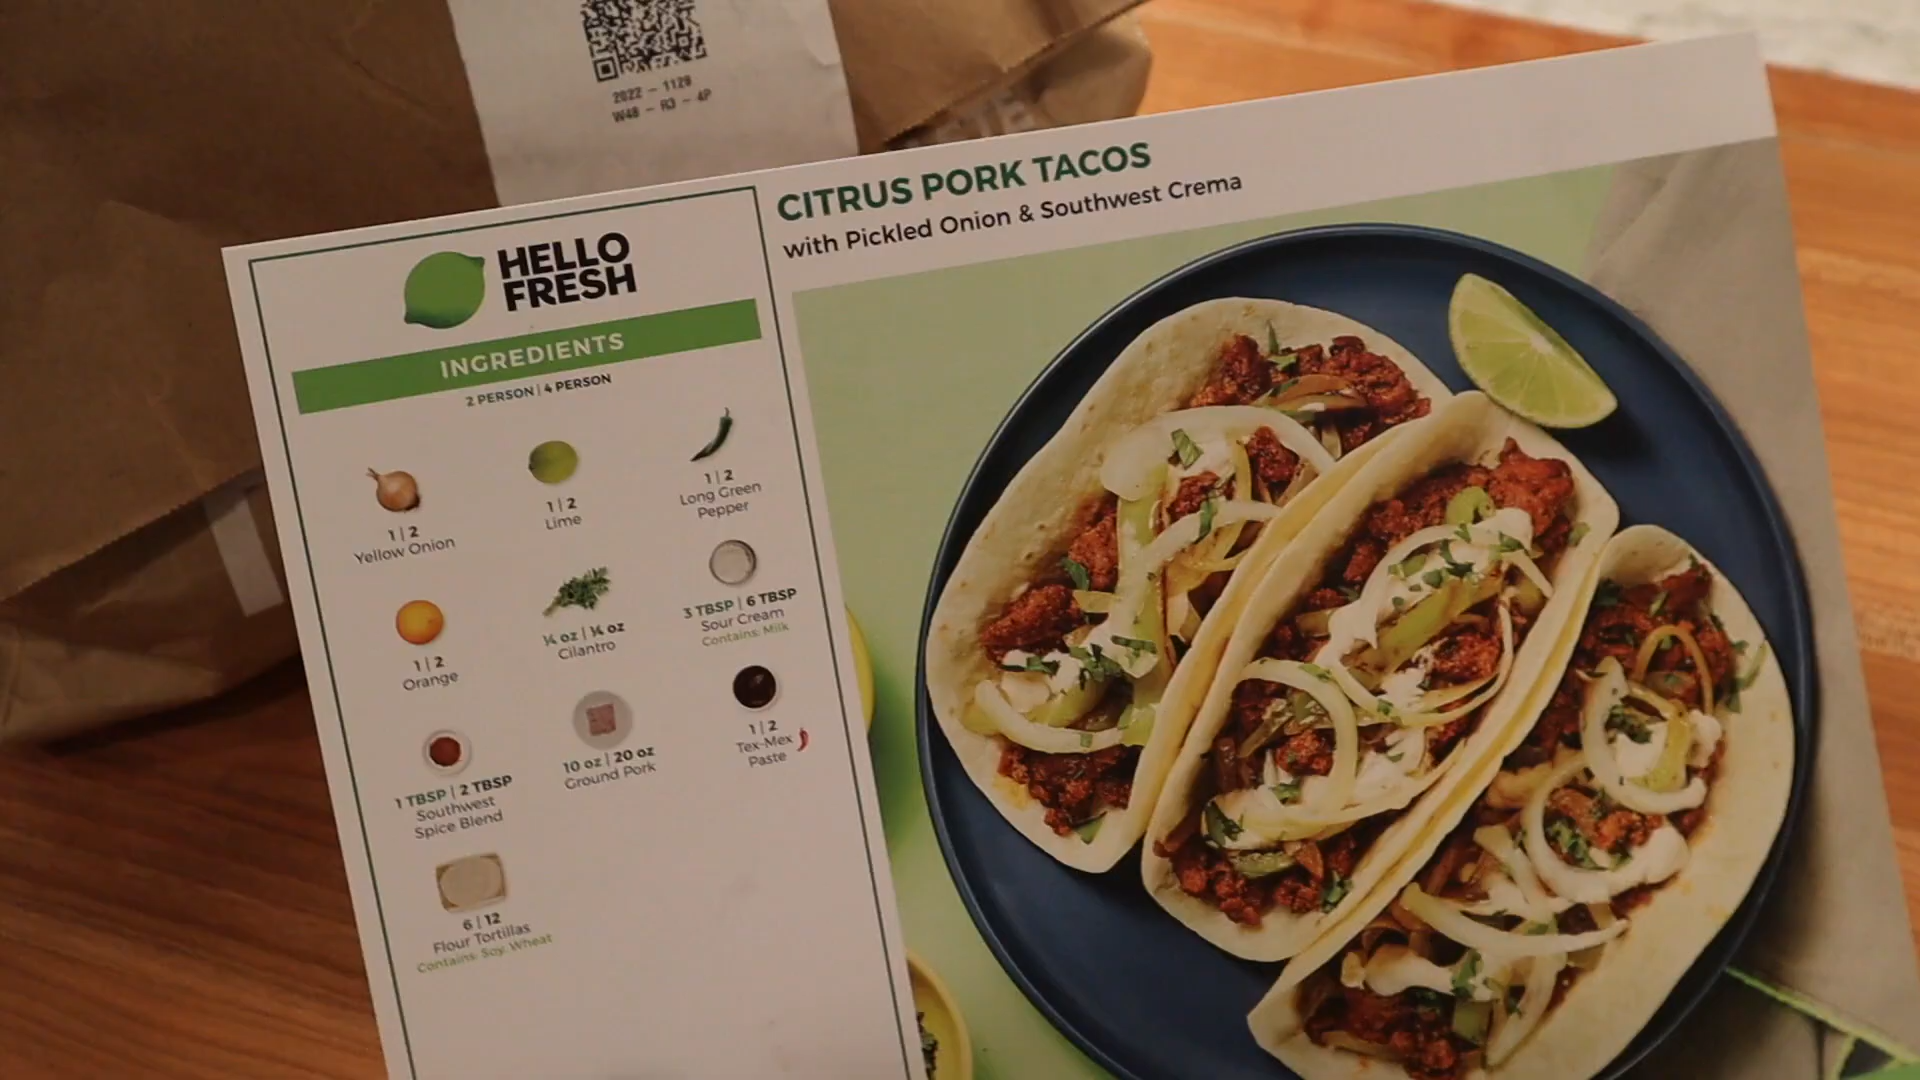 2022 - 1129
W48 - R3 - 4P
CITRUS PORK TACOS
with Pickled Onion & Southwest Crema
HELLO
FRESH
INGREDIENTS
2 PERSON | 4 PERSON
1 | 2
Yellow Onion
1 | 2
Lime
1 | 2
Long Green
Pepper
1 | 2
Orange
¼ oz | ¼ oz
Cilantro
3 TBSP | 6 TBSP
Sour Cream
Contains: Milk
1 TBSP | 2 TBSP
Southwest
Spice Blend
10 oz | 20 oz
Ground Pork
1 | 2
Tex-Mex
Paste
6 | 12
Flour Tortillas
Contains: Soy, Wheat